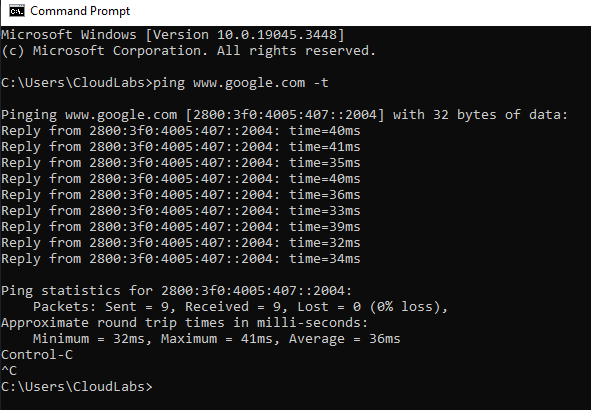 Command Prompt
Microsoft Windows [Version 10.0.19045.3448]
(c) Microsoft Corporation. All rights reserved.
C:\Users\CloudLabs>ping www.google.com -t
Pinging www.google.com [2800:3f0:4005:407::2004] with 32 bytes of data:
Reply from 2800:3f0:4005:407::2004: time=40ms
Reply from 2800:3f0:4005:407::2004: time=41ms
Reply from 2800:3f0:4005:407::2004: time=35ms
Reply from 2800:3f0:4005:407::2004: time=40ms
Reply from 2800:3f0:4005:407::2004: time=36ms
Reply from 2800:3f0:4005:407::2004: time=33ms
Reply from 2800:3f0:4005:407::2004: time=39ms
Reply from 2800:3f0:4005:407::2004: time=32ms
Reply from 2800:3f0:4005:407::2004: time=34ms
Ping statistics for 2800:3f0:4005:407::2004:
    Packets: Sent = 9, Received = 9, Lost = 0 (0% loss),
Approximate round trip times in milli-seconds:
    Minimum = 32ms, Maximum = 41ms, Average = 36ms
Control-C
^C
C:\Users\CloudLabs>